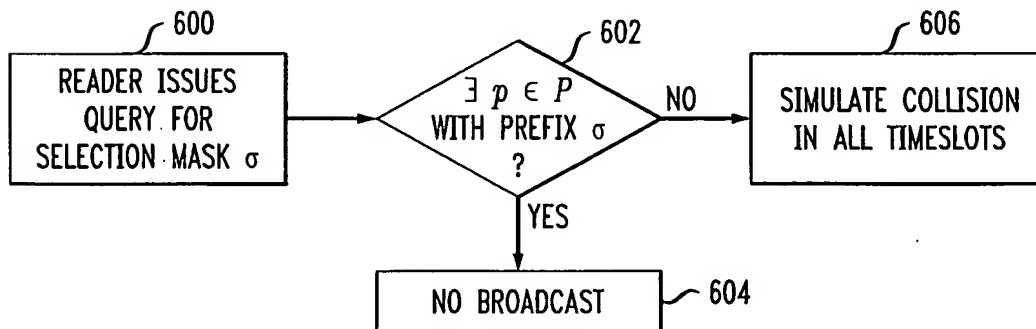 600
READER ISSUES
QUERY FOR
SELECTION MASK σ
602
∃ p ∈ P
WITH PREFIX σ
?
NO
YES
606
SIMULATE COLLISION
IN ALL TIMESLOTS
NO BROADCAST
604